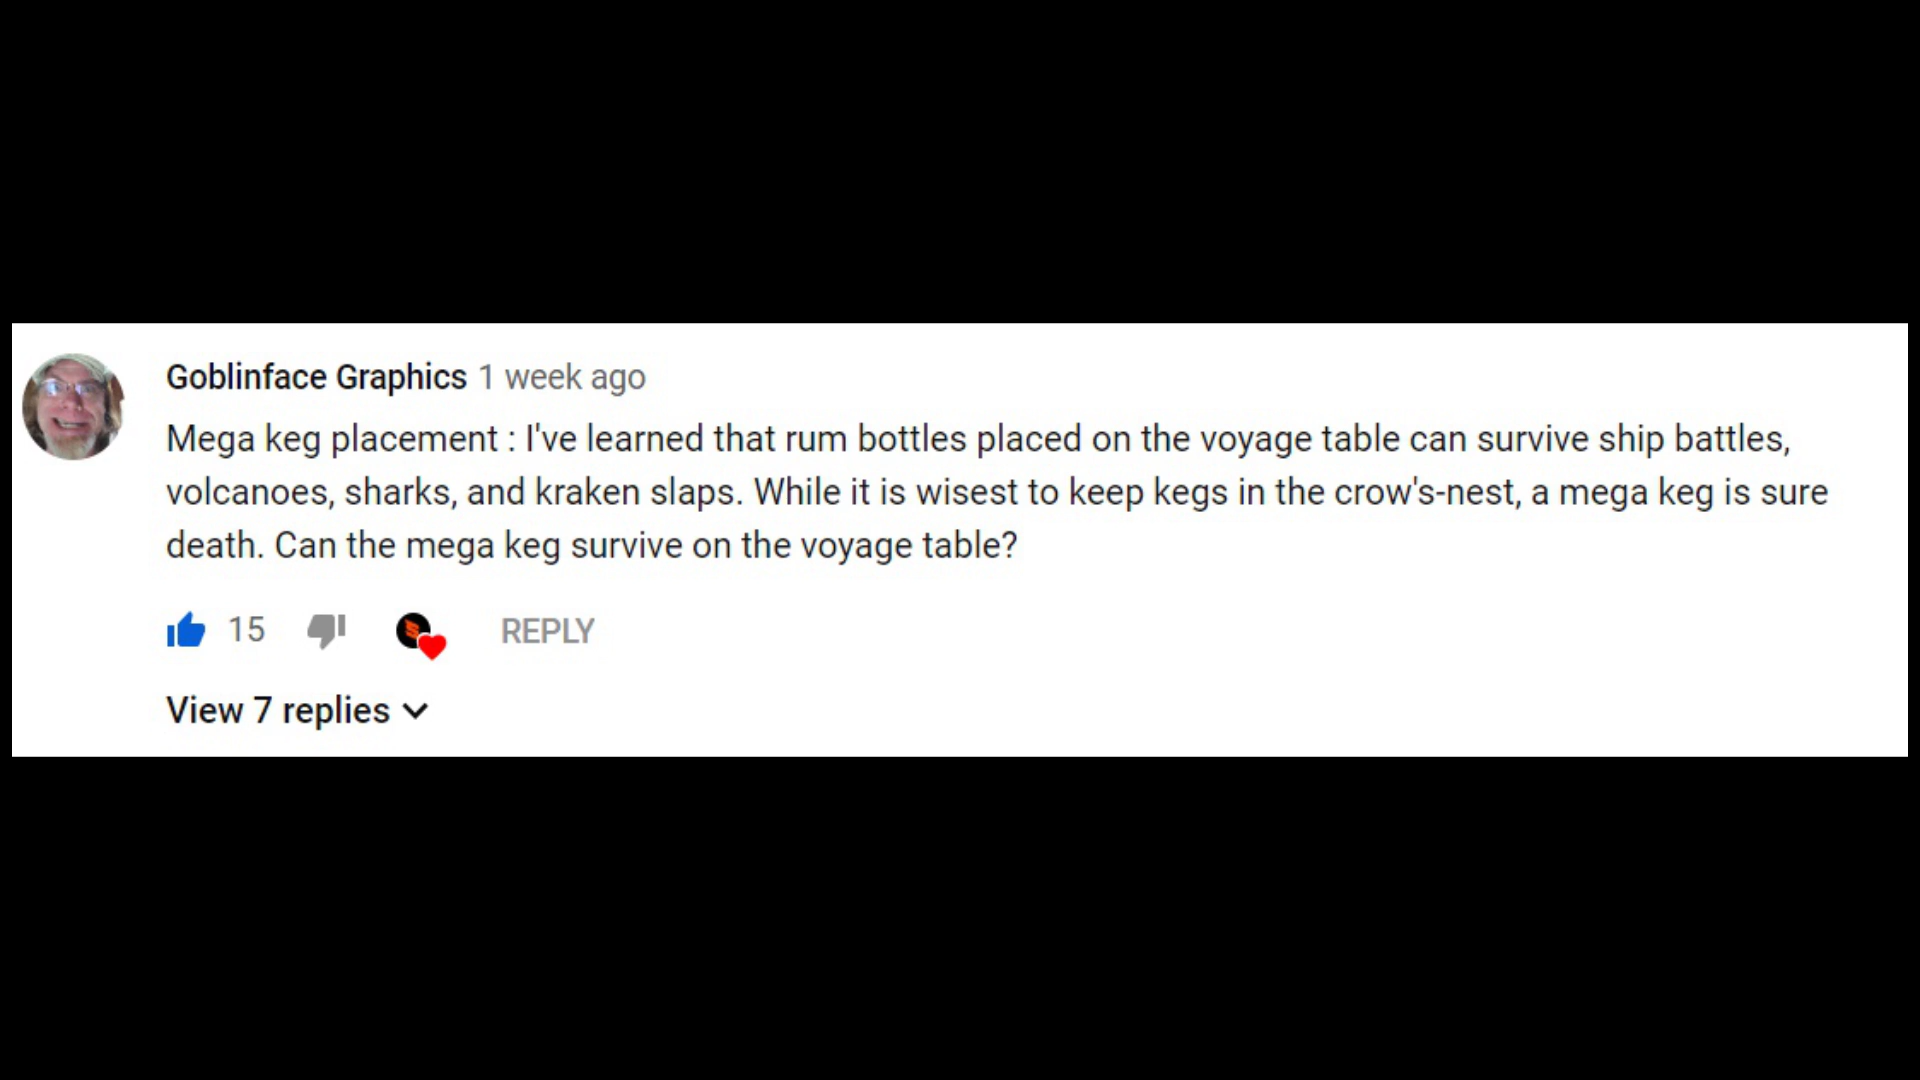 Goblinface Graphics 1 week ago
Mega keg placement : I've learned that rum bottles placed on the voyage table can survive ship battles,
volcanoes, sharks, and kraken slaps. While it is wisest to keep kegs in the crow's-nest, a mega keg is sure
death. Can the mega keg survive on the voyage table?
15 REPLY
View 7 replies